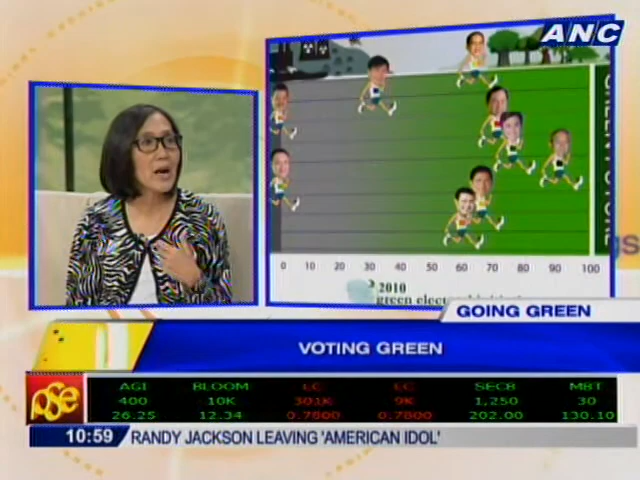 ANC
0 10 20 30 40 50 60 70 80 90 100
2010
green
GOING GREEN
VOTING GREEN
pse
AGI BLOOM LC LC SECB MBT
400 10K 301K 9K 1,250 30
26.25 12.34 0.7800 0.7800 202.00 130.10
10:59 RANDY JACKSON LEAVING 'AMERICAN IDOL'